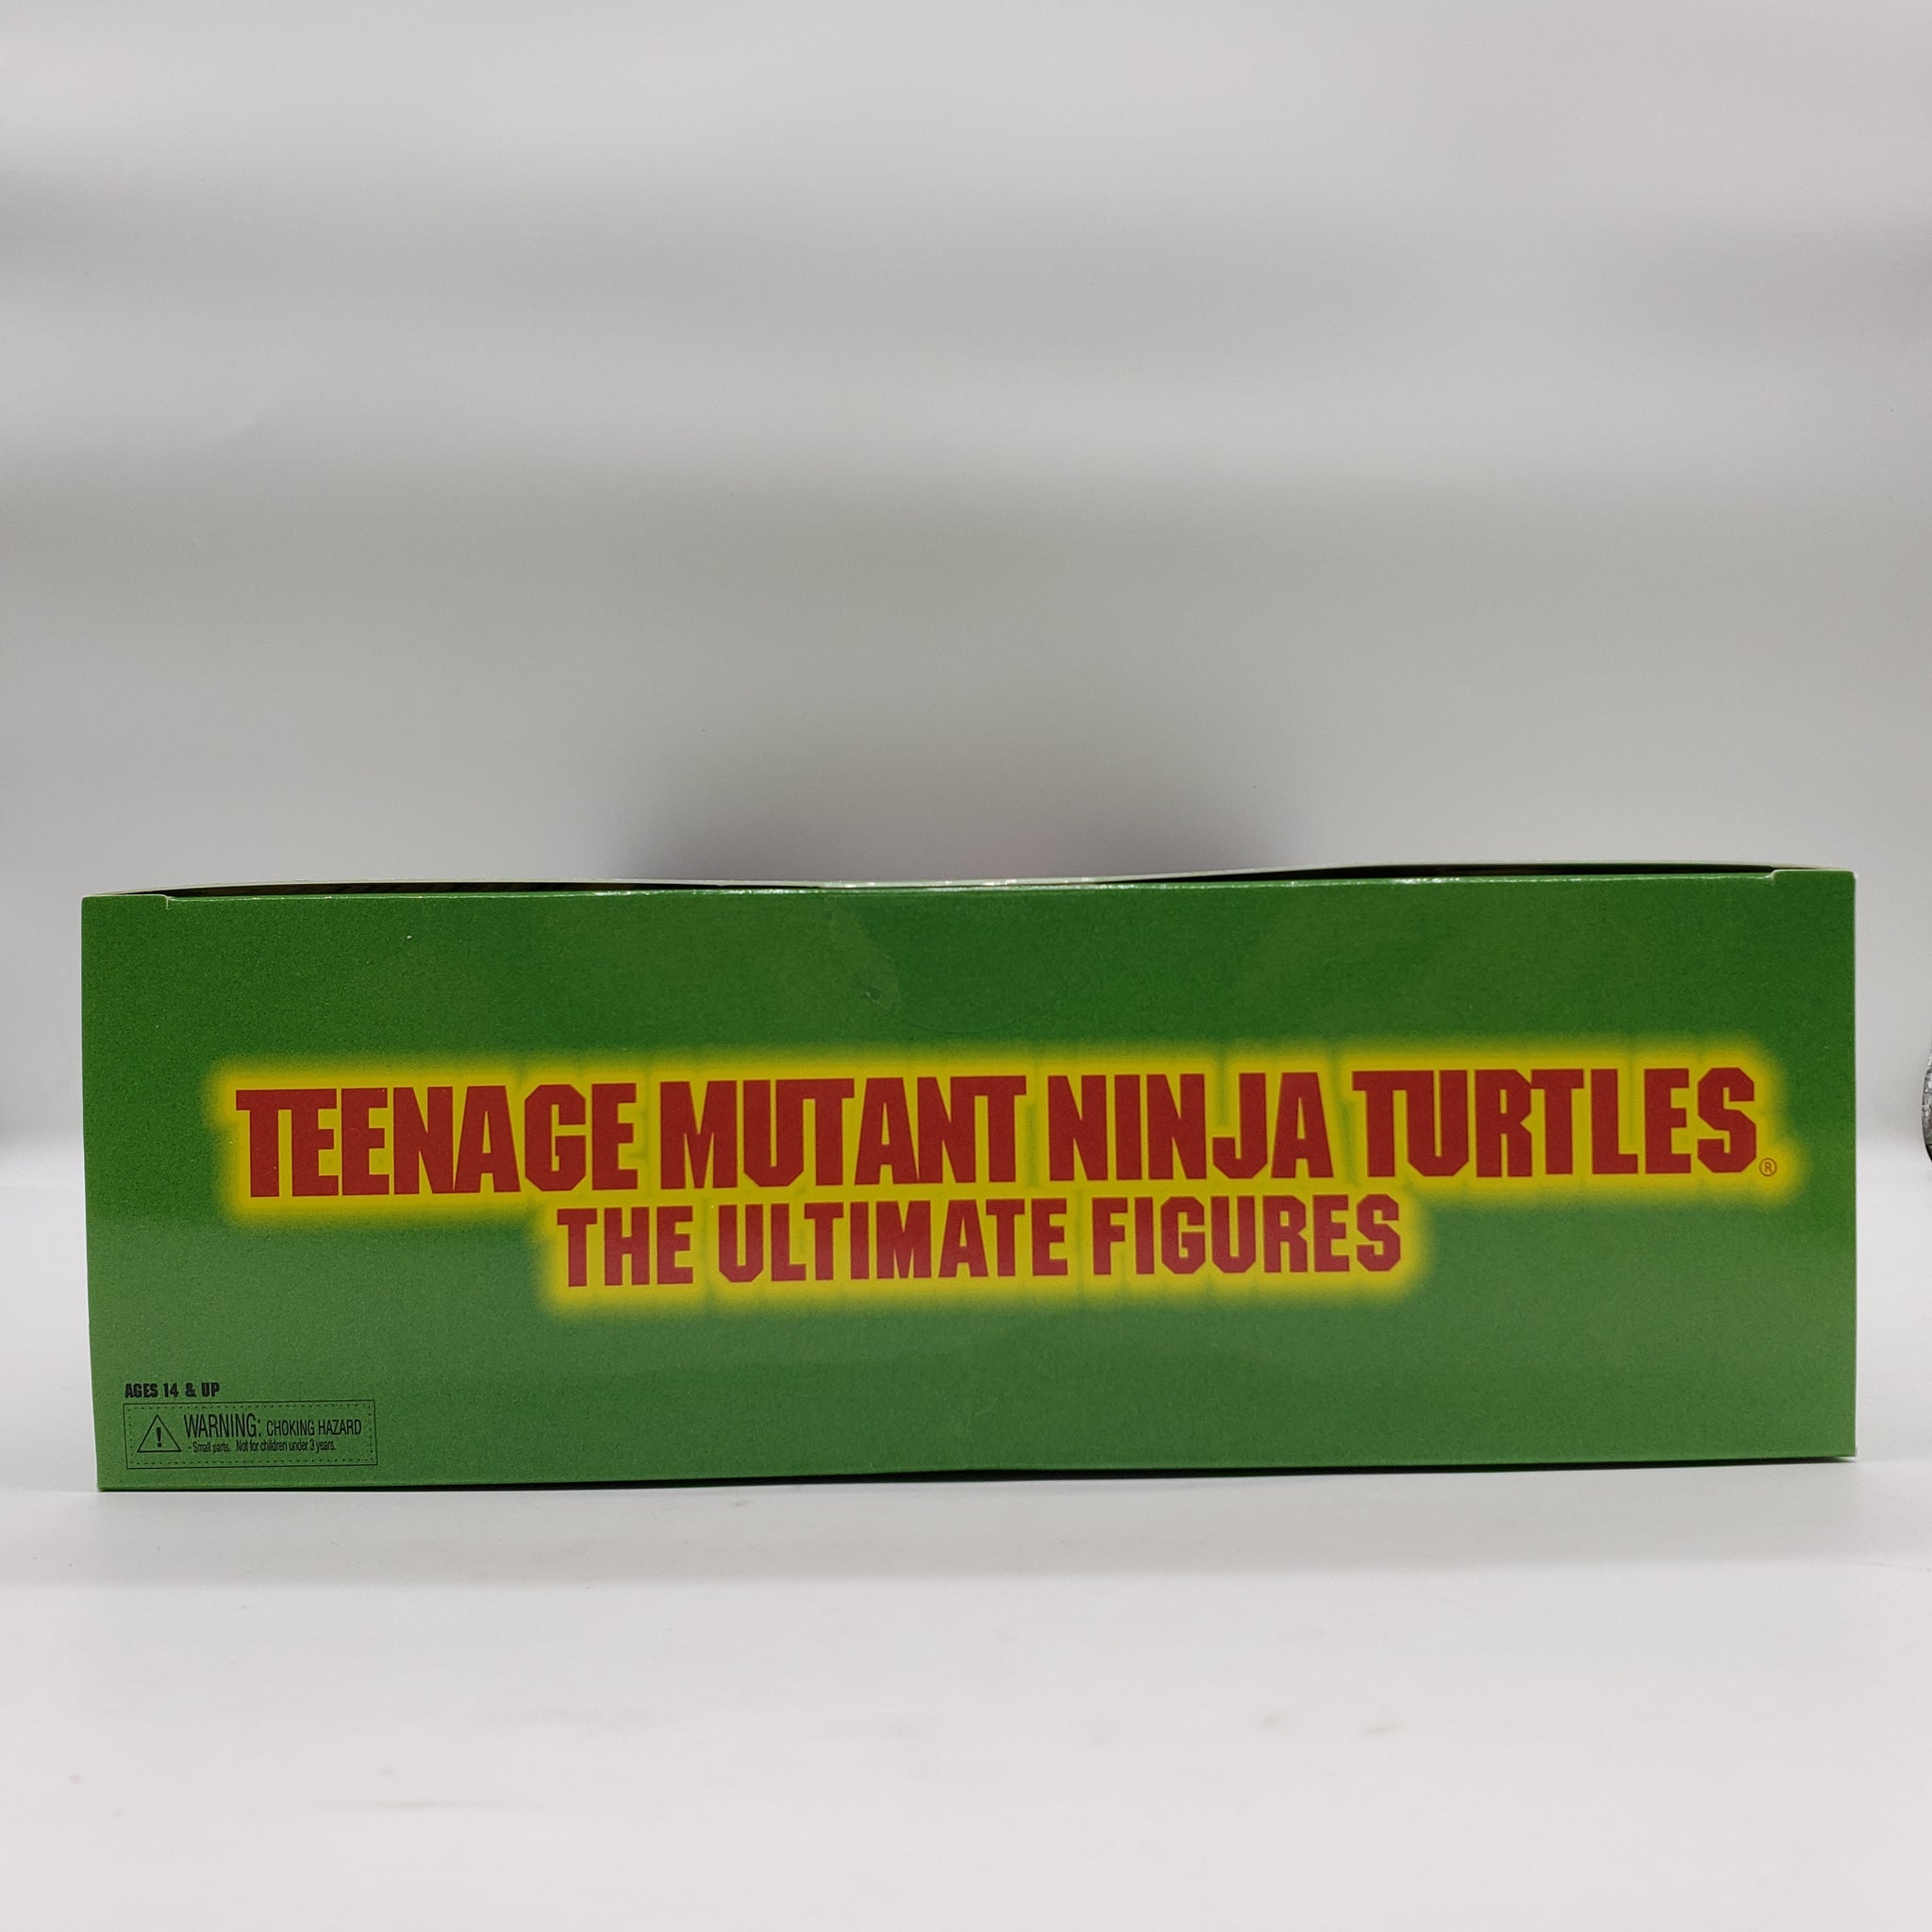 TEENAGE MUTANT NINJA TURTLES®
THE ULTIMATE FIGURES
AGES 14 & UP
WARNING: CHOKING HAZARD
- Small parts. Not for children under 3 years.